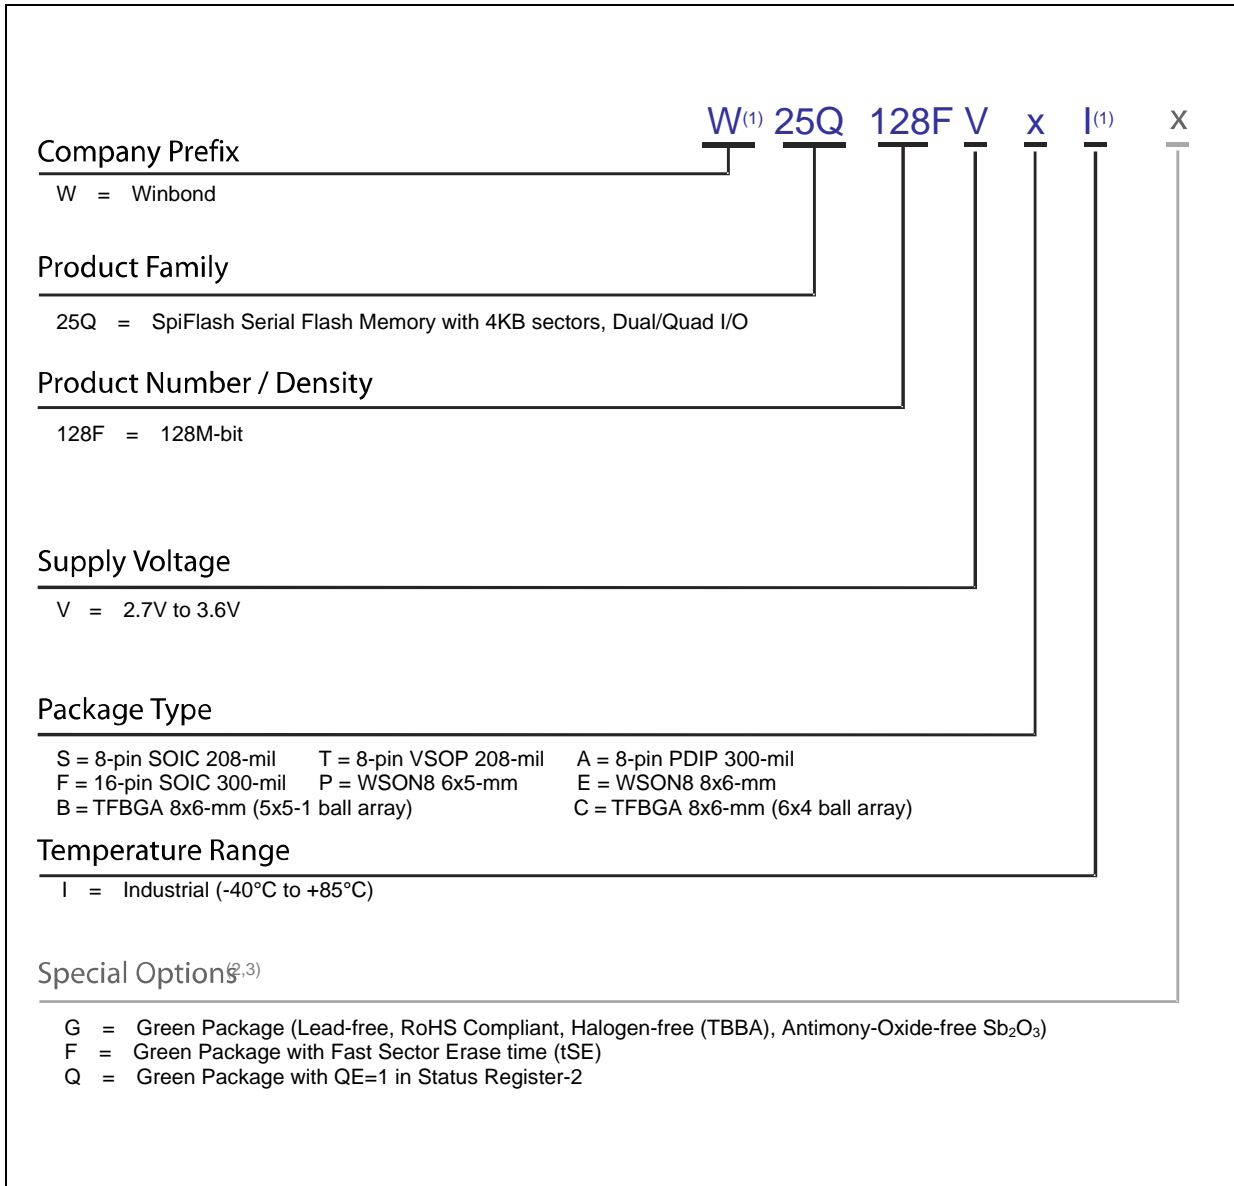 W(1) 25Q 128F V x I(1) x
Company Prefix
W = Winbond
Product Family
25Q = SpiFlash Serial Flash Memory with 4KB sectors, Dual/Quad I/O
Product Number / Density
128F = 128M-bit
Supply Voltage
V = 2.7V to 3.6V
Package Type
S = 8-pin SOIC 208-mil T = 8-pin VSOP 208-mil A = 8-pin PDIP 300-mil
F = 16-pin SOIC 300-mil P = WSON8 6x5-mm E = WSON8 8x6-mm
B = TFBGA 8x6-mm (5x5-1 ball array) C = TFBGA 8x6-mm (6x4 ball array)
Temperature Range
I = Industrial (-40°C to +85°C)
Special Options(2,3)
G = Green Package (Lead-free, RoHS Compliant, Halogen-free (TBBA), Antimony-Oxide-free Sb₂O₃)
F = Green Package with Fast Sector Erase time (tSE)
Q = Green Package with QE=1 in Status Register-2